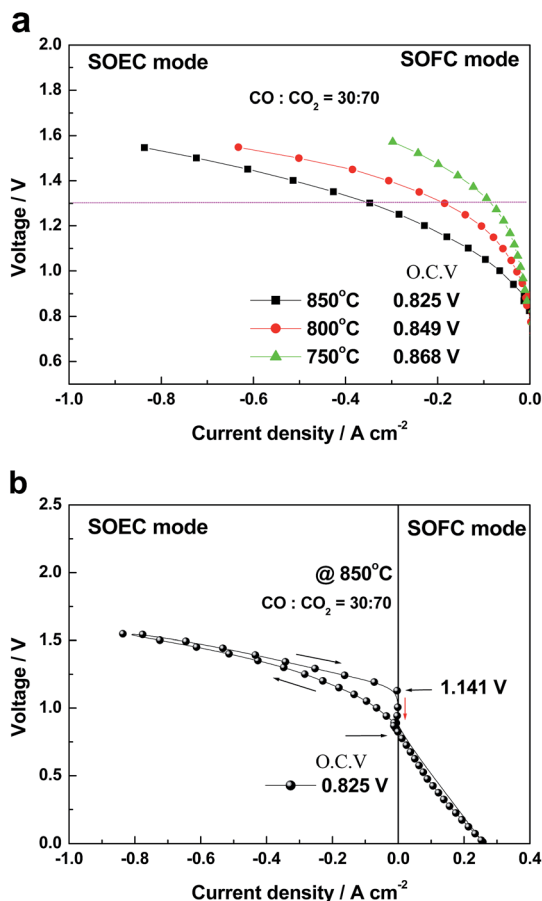 a
SOEC mode SOFC mode
CO : CO₂ = 30:70
2.0
1.8
1.6
1.4
1.2
1.0
0.8
0.6
Voltage / V
O.C.V
850°C 0.825 V
800°C 0.849 V
750°C 0.868 V
-1.0 -0.8 -0.6 -0.4 -0.2 0.0
Current density / A cm⁻²
b
SOEC mode SOFC mode
@ 850°C
CO : CO₂ = 30:70
2.5
2.0
1.5
1.0
0.5
0.0
Voltage / V
1.141 V
O.C.V
0.825 V
-1.0 -0.8 -0.6 -0.4 -0.2 0.0 0.2 0.4
Current density / A cm⁻²